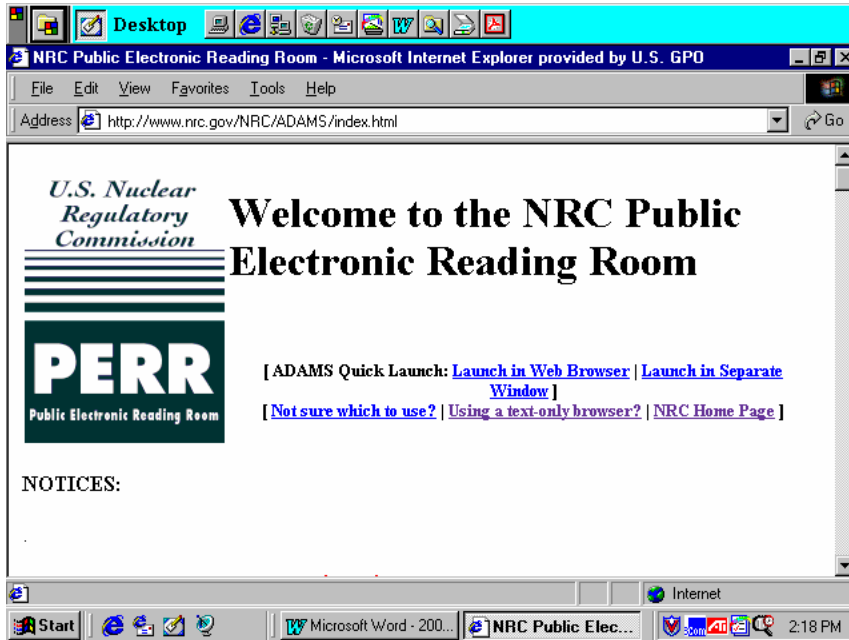 Desktop
NRC Public Electronic Reading Room - Microsoft Internet Explorer provided by U.S. GPO
File Edit View Favorites Tools Help
Address http://www.nrc.gov/NRC/ADAMS/index.html Go
U.S. Nuclear
Regulatory
Commission
Welcome to the NRC Public
Electronic Reading Room
PERR
Public Electronic Reading Room
[ ADAMS Quick Launch: Launch in Web Browser | Launch in Separate
Window ]
[ Not sure which to use? | Using a text-only browser? | NRC Home Page ]
NOTICES:
.
Internet
Start Microsoft Word - 200... NRC Public Elec... 2:18 PM